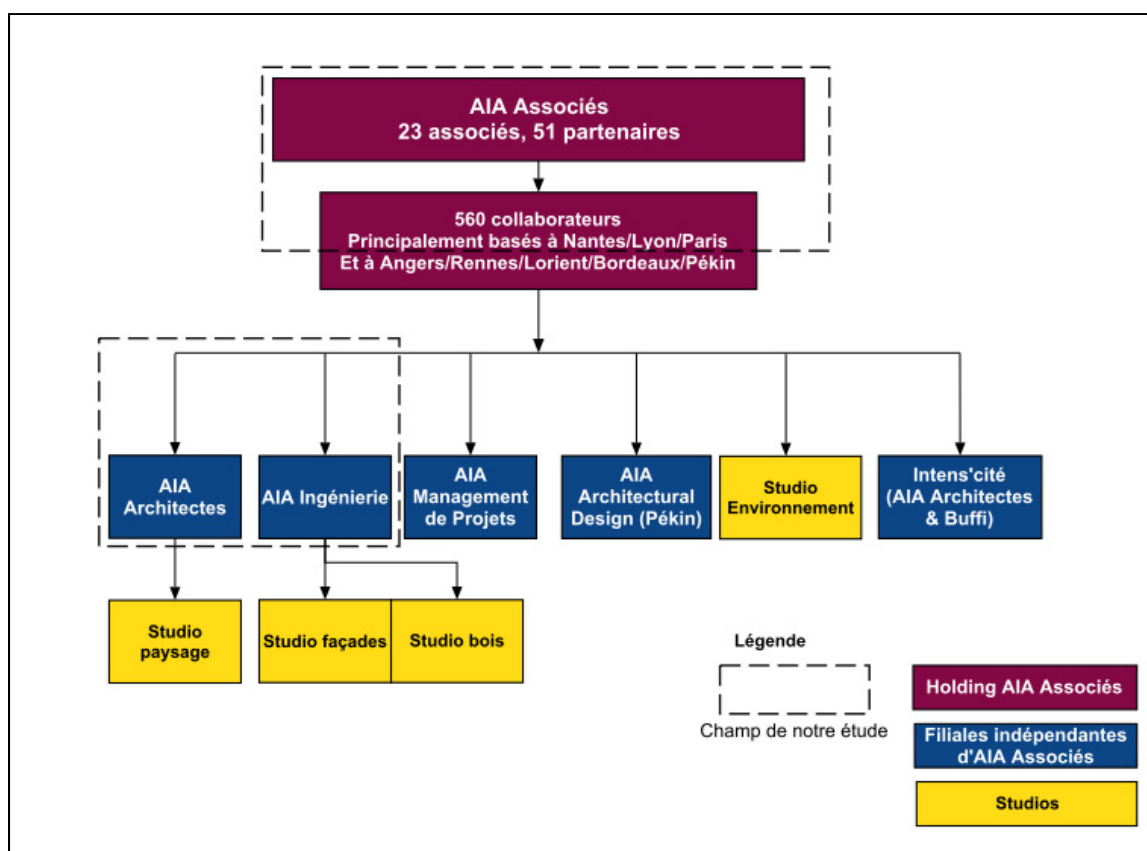 AIA Associés
23 associés, 51 partenaires
560 collaborateurs
Principalement basés à Nantes/Lyon/Paris
Et à Angers/Rennes/Lorient/Bordeaux/Pékin
AIA
Architectes
AIA Ingénierie
AIA
Management
de Projets
AIA
Architectural
Design (Pékin)
Studio
Environnement
Intens'cité
(AIA Architectes
& Buffi)
Studio
paysage
Studio façades
Studio bois
Légende
Champ de notre étude
Holding AIA Associés
Filiales indépendantes
d'AIA Associés
Studios